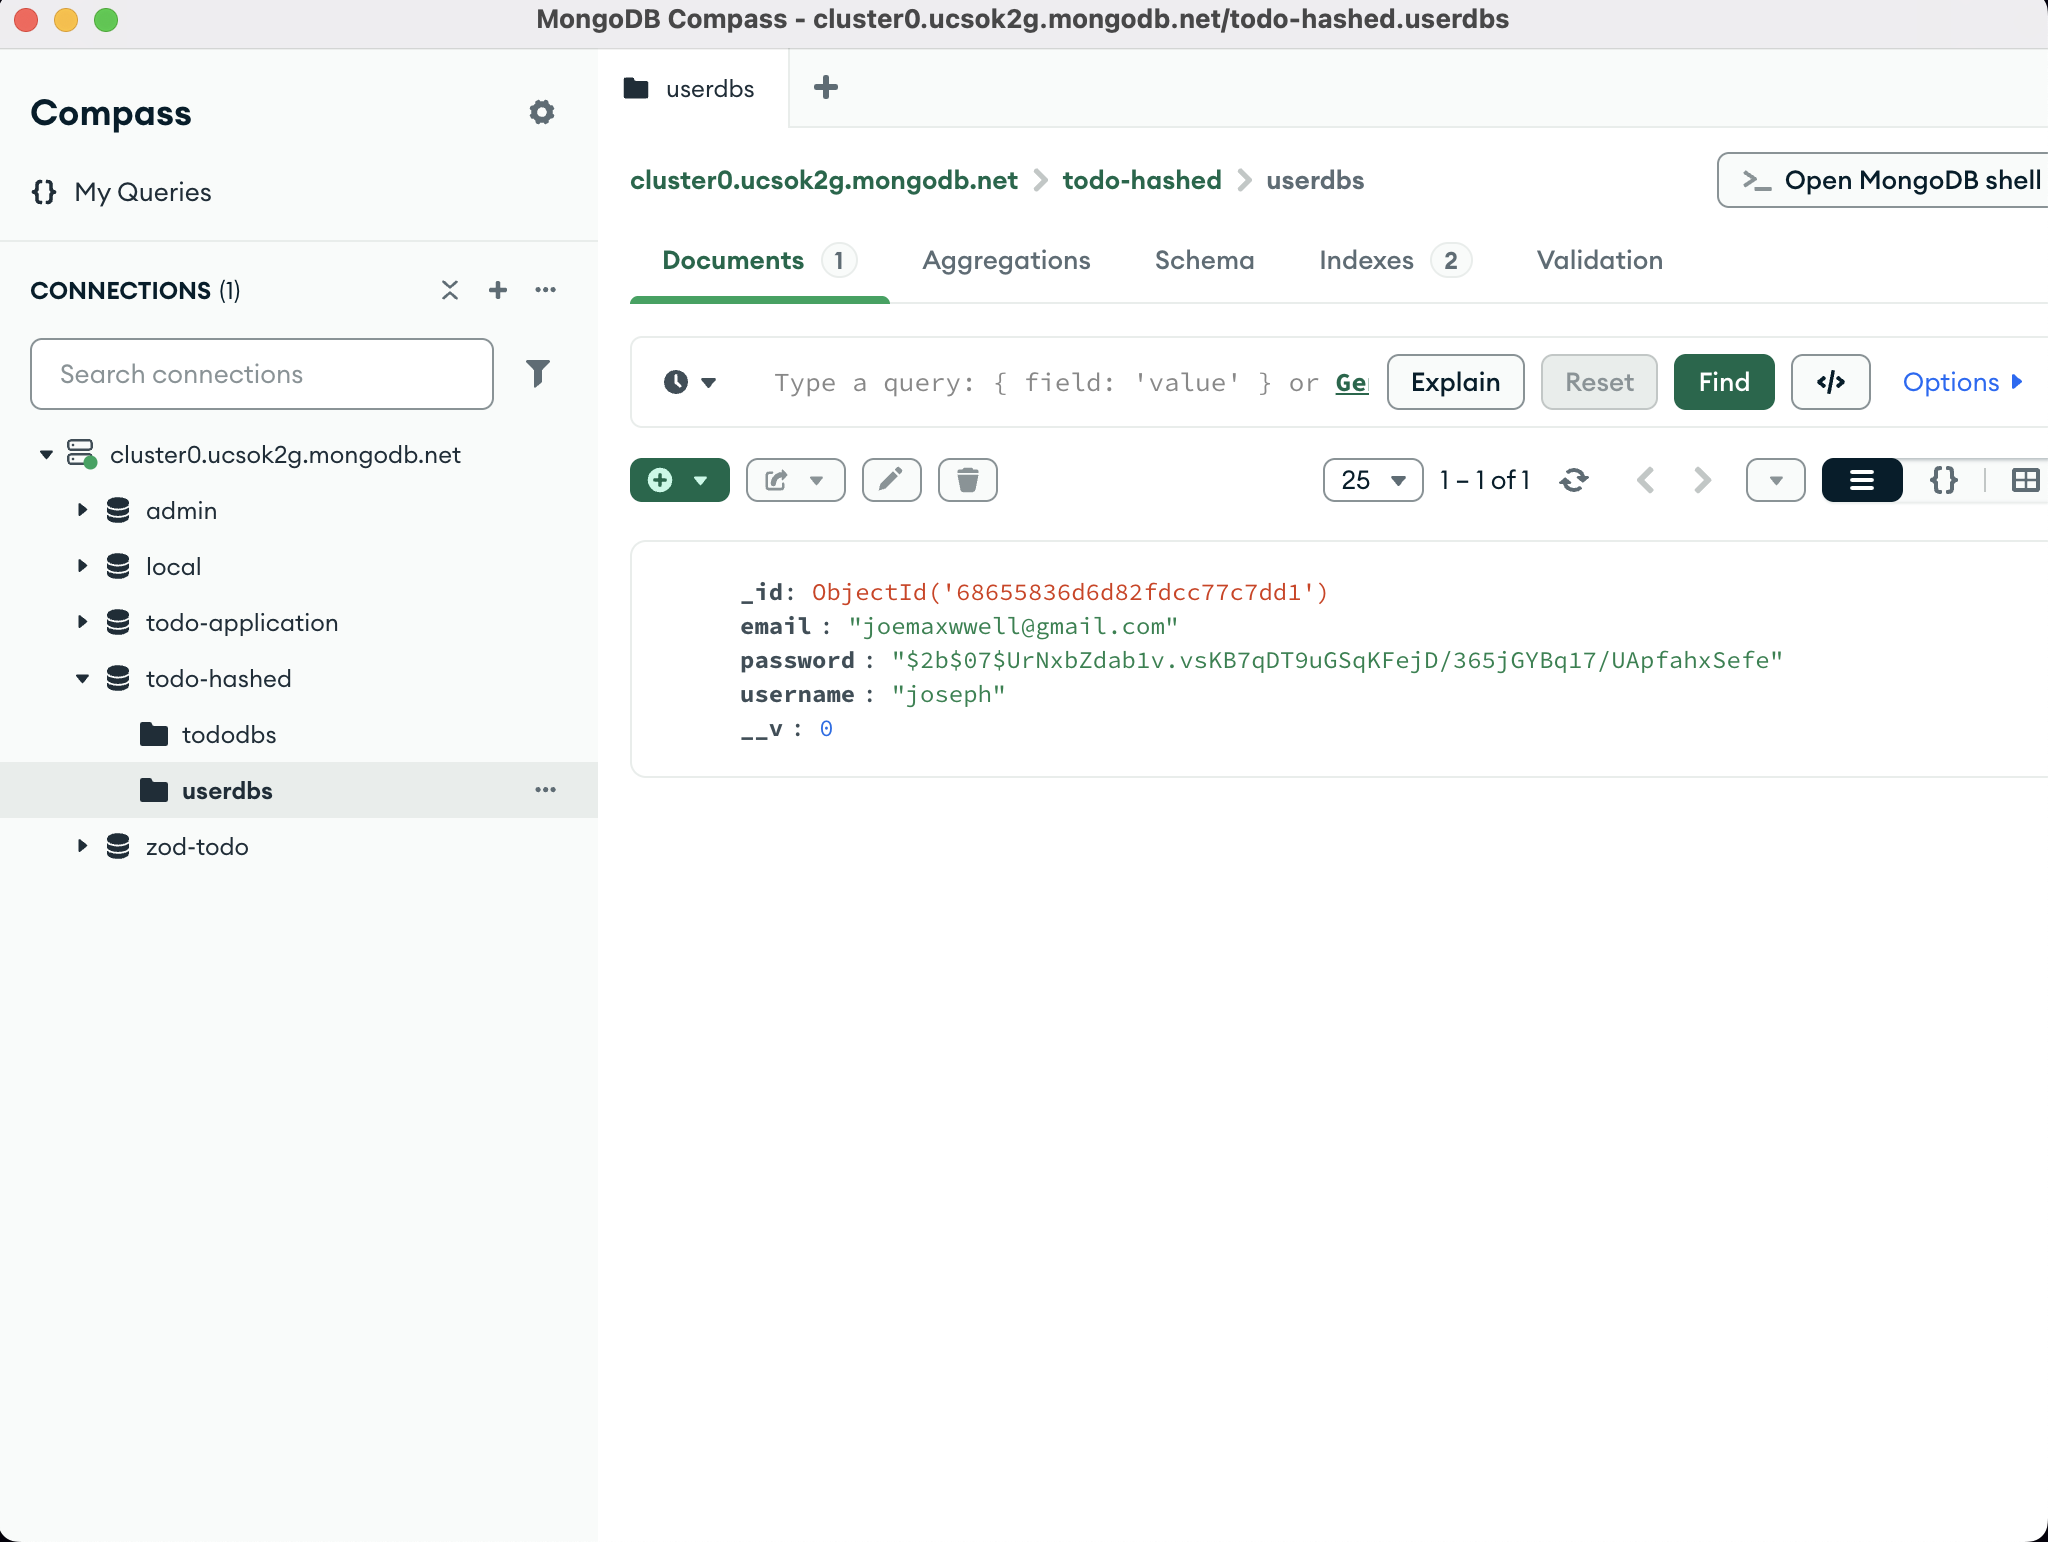 MongoDB Compass - cluster0.ucsok2g.mongodb.net/todo-hashed.userdbs
Compass
{} My Queries
CONNECTIONS (1)
Search connections
cluster0.ucsok2g.mongodb.net
admin
local
todo-application
todo-hashed
tododbs
userdbs
zod-todo
userdbs
cluster0.ucsok2g.mongodb.net > todo-hashed > userdbs
>_ Open MongoDB shell
Documents 1 Aggregations Schema Indexes 2 Validation
Type a query: { field: 'value' } or Ge
Explain Reset Find </> Options
25 1 – 1 of 1 {}
_id: ObjectId('68655836d6d82fdcc77c7dd1')
email : "joemaxwwell@gmail.com"
password : "$2b$07$UrNxbZdab1v.vsKB7qDT9uGSqKFejD/365jGYBq17/UApfahxSefe"
username : "joseph"
__v : 0